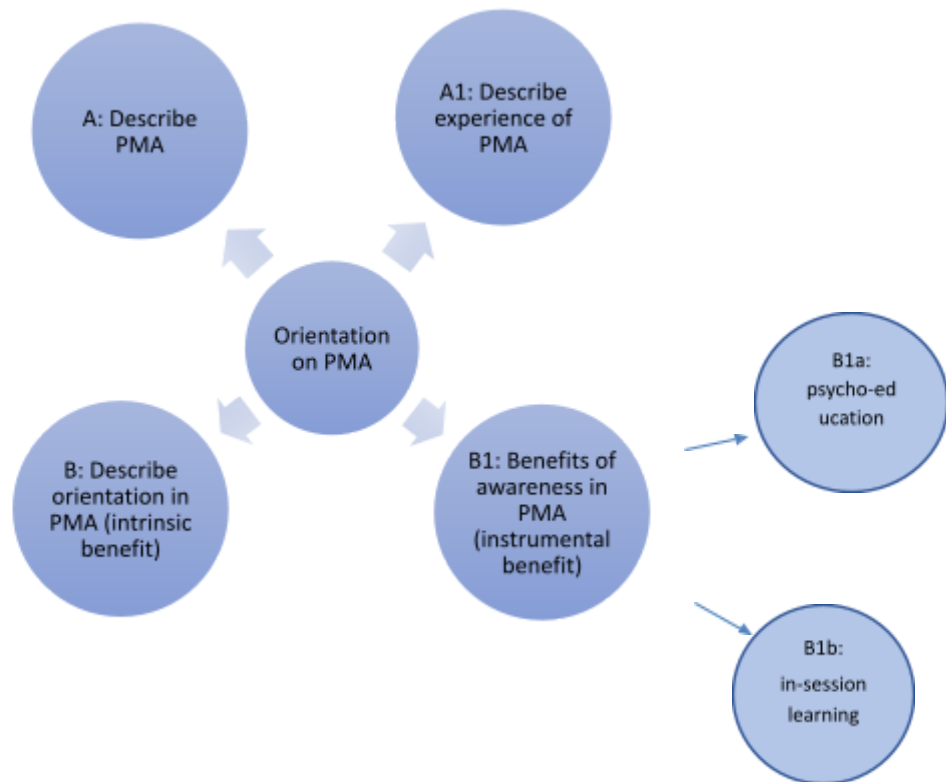 A: Describe
PMA
A1: Describe
experience of
PMA
Orientation
on PMA
B: Describe
orientation in
PMA (intrinsic
benefit)
B1: Benefits of
awareness in
PMA
(instrumental
benefit)
B1a:
psycho-ed
ucation
B1b:
in-session
learning